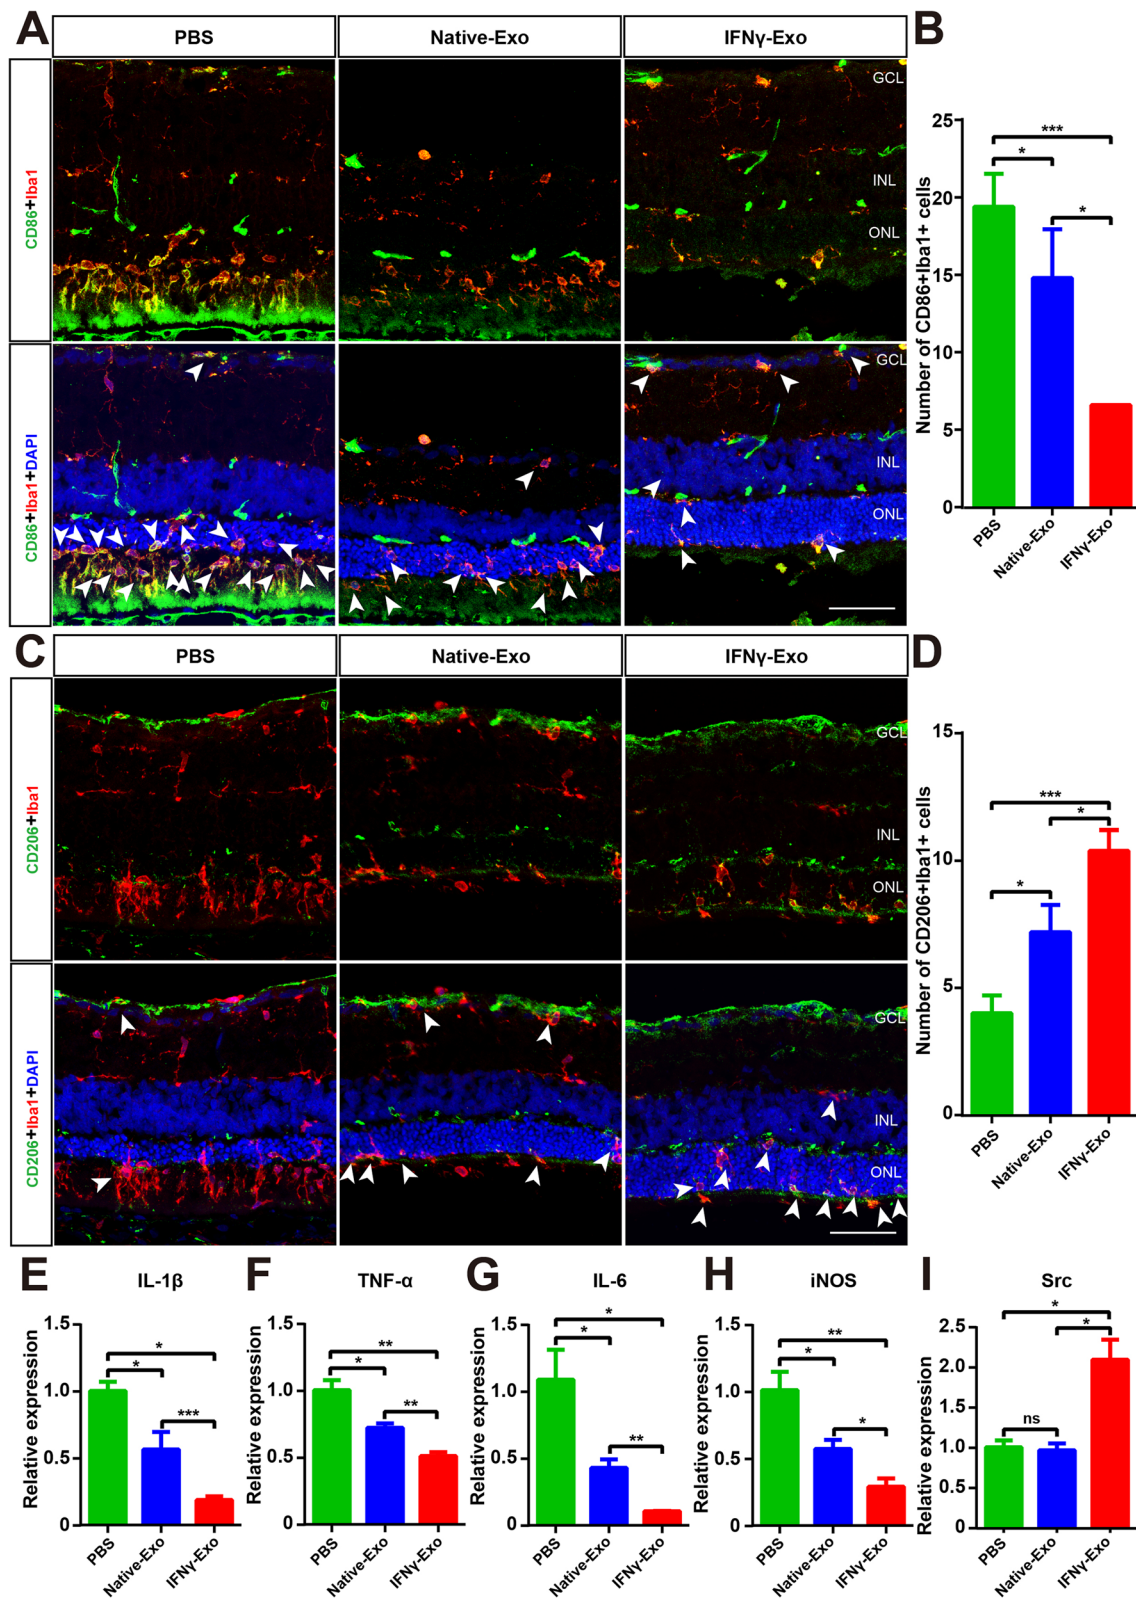 A
PBS
Native-Exo
IFNγ-Exo
B
CD86+Iba1
GCL
INL
ONL
CD86+Iba1+DAPI
GCL
INL
ONL
Number of CD86+Iba1+ cells
25
20
15
10
5
0
***
*
*
PBS
Native-Exo
IFNγ-Exo
C
PBS
Native-Exo
IFNγ-Exo
D
CD206+Iba1
GCL
INL
ONL
CD206+Iba1+DAPI
GCL
INL
ONL
Number of CD206+Iba1+ cells
15
10
5
0
***
*
*
PBS
Native-Exo
IFNγ-Exo
E
IL-1β
Relative expression
1.5
1.0
0.5
0
*
*
***
PBS
Native-Exo
IFNγ-Exo
F
TNF-α
Relative expression
1.5
1.0
0.5
0
**
*
**
PBS
Native-Exo
IFNγ-Exo
G
IL-6
Relative expression
1.5
1.0
0.5
0
*
*
**
PBS
Native-Exo
IFNγ-Exo
H
iNOS
Relative expression
1.5
1.0
0.5
0
**
*
*
PBS
Native-Exo
IFNγ-Exo
I
Src
Relative expression
2.5
2.0
1.5
1.0
0.5
0
*
*
ns
PBS
Native-Exo
IFNγ-Exo